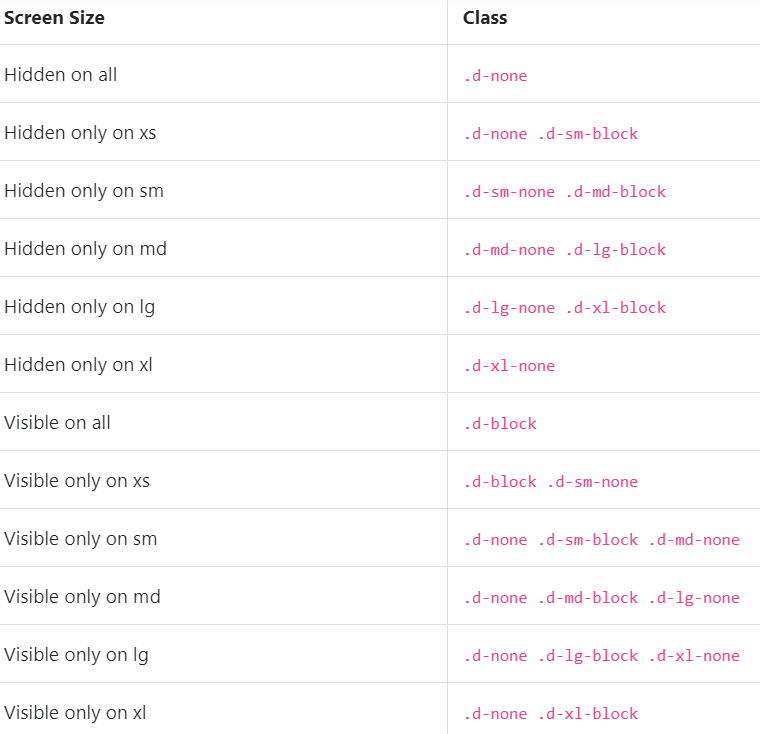 Screen Size Class
Hidden on all .d-none
Hidden only on xs .d-none .d-sm-block
Hidden only on sm .d-sm-none .d-md-block
Hidden only on md .d-md-none .d-lg-block
Hidden only on lg .d-lg-none .d-xl-block
Hidden only on xl .d-xl-none
Visible on all .d-block
Visible only on xs .d-block .d-sm-none
Visible only on sm .d-none .d-sm-block .d-md-none
Visible only on md .d-none .d-md-block .d-lg-none
Visible only on lg .d-none .d-lg-block .d-xl-none
Visible only on xl .d-none .d-xl-block